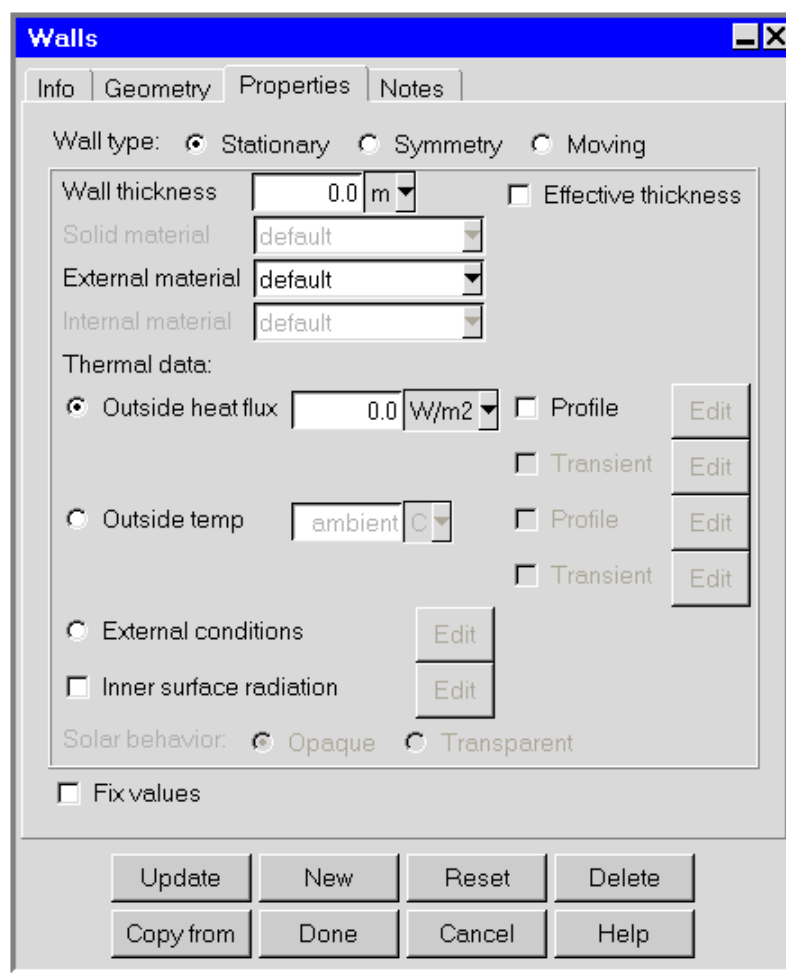 Walls
Info Geometry Properties Notes
Wall type: Stationary Symmetry Moving
Wall thickness 0.0 m Effective thickness
Solid material default
External material default
Internal material default
Thermal data:
Outside heat flux 0.0 W/m2 Profile Edit
Transient Edit
Outside temp ambient C Profile Edit
Transient Edit
External conditions Edit
Inner surface radiation Edit
Solar behavior: Opaque Transparent
Fix values
Update New Reset Delete
Copy from Done Cancel Help